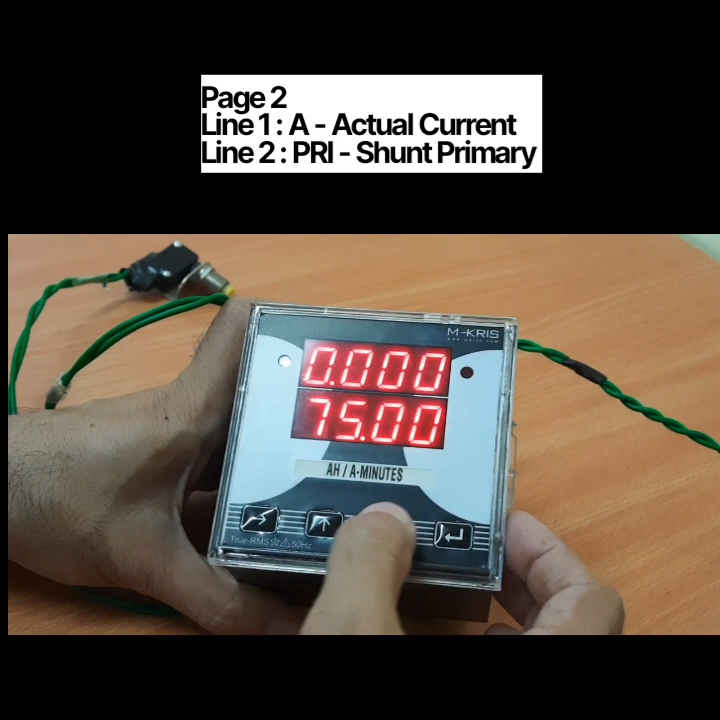 Page 2
Line 1 : A - Actual Current
Line 2 : PRI - Shunt Primary
M-KRIS
0.000
75.00
AH / A-MINUTES
True-RMS 50Hz